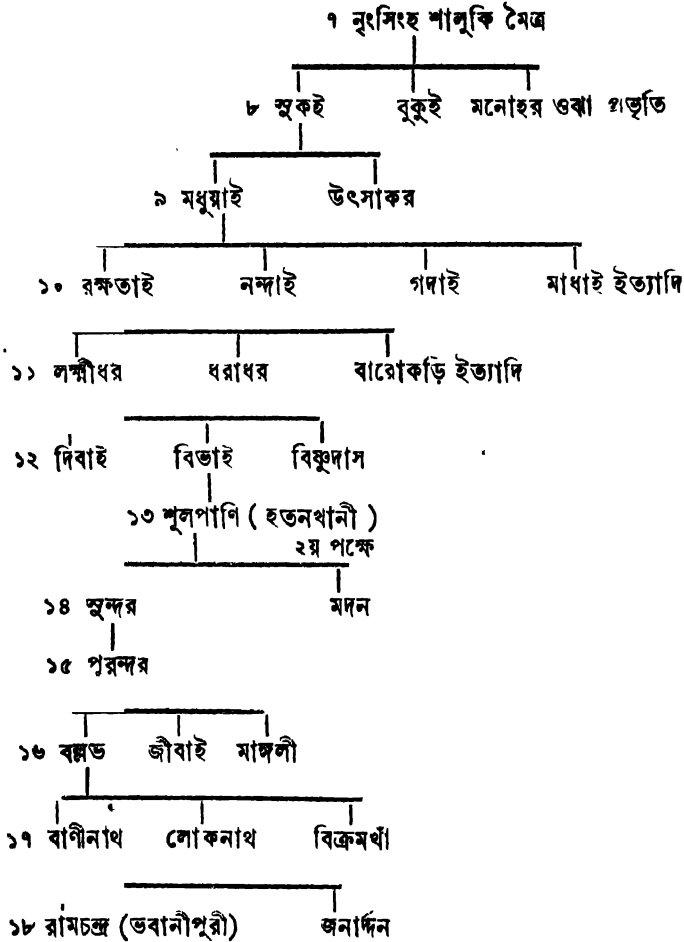 ৭ নৃংসিংহ শালুকি মৈত্র
৮ সুকই বুকুই মনোহর ওঝা প্রভৃতি
৯ মধুয়াই উৎসাকর
১০ রক্ষতাই নন্দাই গদাই মাধাই ইত্যাদি
১১ লক্ষ্মীধর ধরাধর বারোকড়ি ইত্যাদি
১২ দিবাই বিভাই বিষ্ণুদাস
১৩ শূলপাণি ( হতনখানী )
২য় পক্ষে
১৪ সুন্দর মদন
১৫ পুরন্দর
১৬ বল্লভ জীবাই মাঙ্গলী
১৭ বাণীনাথ লোকনাথ বিক্রমখাঁ
১৮ রামচন্দ্র (ভবানীপুরী) জনার্দ্দন